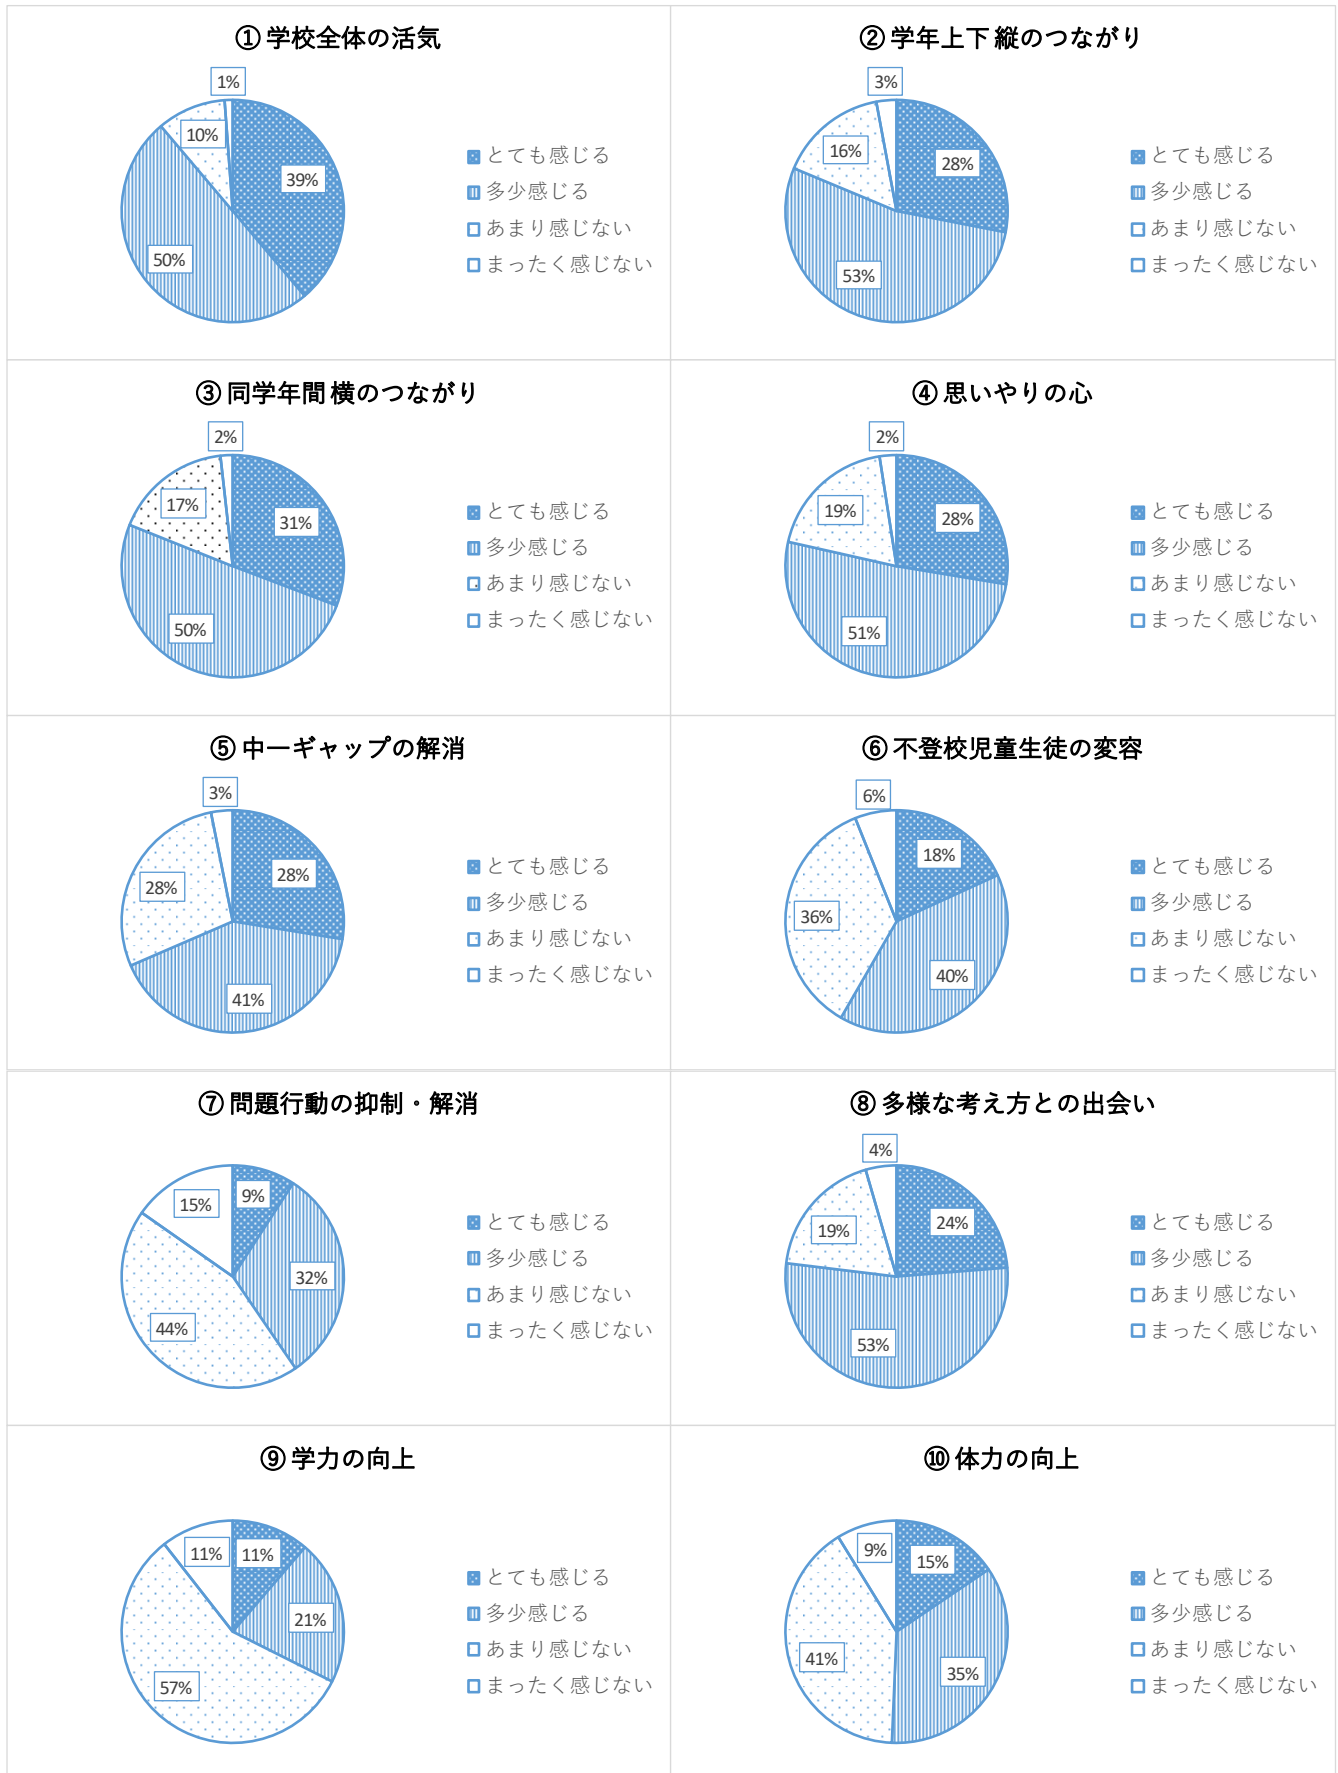 ① 学校全体の活気
1%
10%
39%
50%
とても感じる
多少感じる
あまり感じない
まったく感じない
② 学年上下 縦のつながり
3%
16%
28%
53%
とても感じる
多少感じる
あまり感じない
まったく感じない
③ 同学年間 横のつながり
2%
17%
31%
50%
とても感じる
多少感じる
あまり感じない
まったく感じない
④ 思いやりの心
2%
19%
28%
51%
とても感じる
多少感じる
あまり感じない
まったく感じない
⑤ 中一ギャップの解消
3%
28%
28%
41%
とても感じる
多少感じる
あまり感じない
まったく感じない
⑥ 不登校児童生徒の変容
6%
18%
36%
40%
とても感じる
多少感じる
あまり感じない
まったく感じない
⑦ 問題行動の抑制・解消
15%
9%
32%
44%
とても感じる
多少感じる
あまり感じない
まったく感じない
⑧ 多様な考え方との出会い
4%
19%
24%
53%
とても感じる
多少感じる
あまり感じない
まったく感じない
⑨ 学力の向上
11%
11%
21%
57%
とても感じる
多少感じる
あまり感じない
まったく感じない
⑩ 体力の向上
9%
15%
41%
35%
とても感じる
多少感じる
あまり感じない
まったく感じない